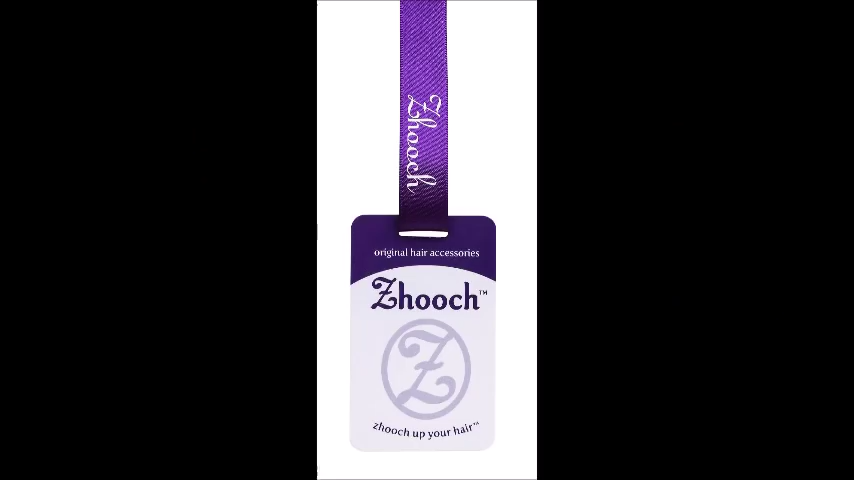 Zhooch
original hair accessories
Zhooch™
Z
zhooch up your hair™